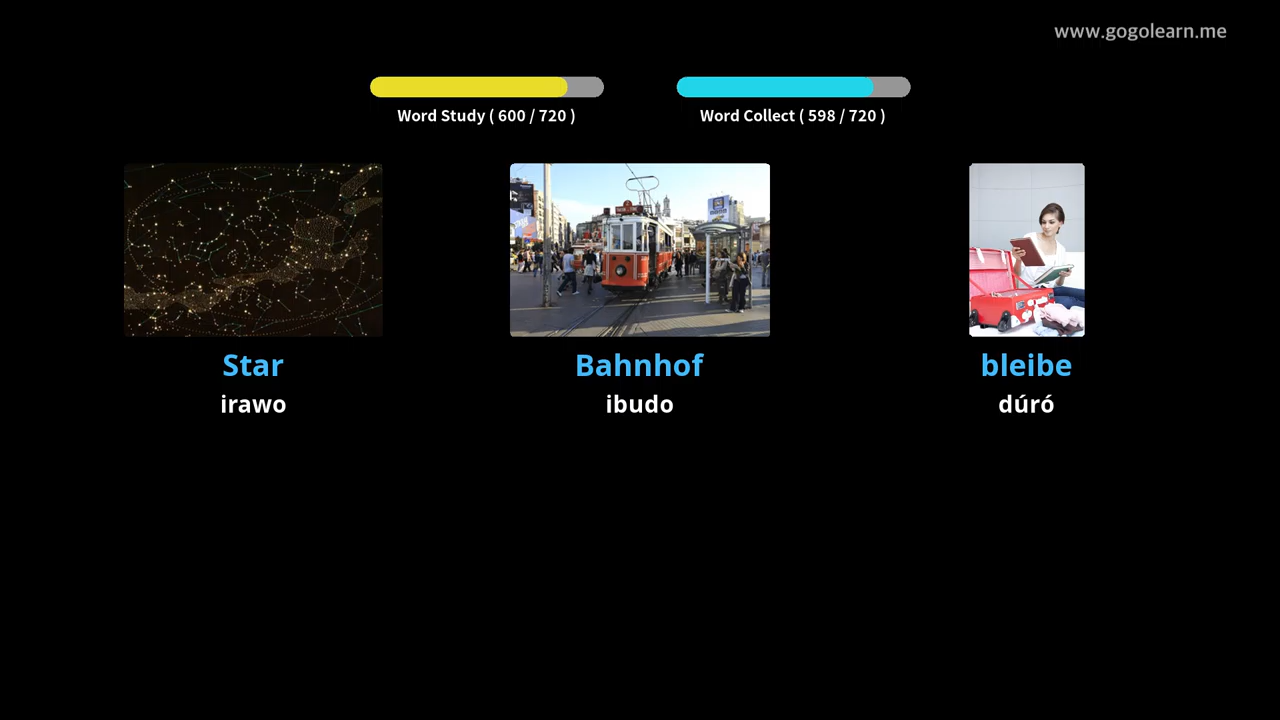 www.gogolearn.me
Word Study ( 600 / 720 )
Word Collect ( 598 / 720 )
Star
Bahnhof
bleibe
irawo
ibudo
dúró